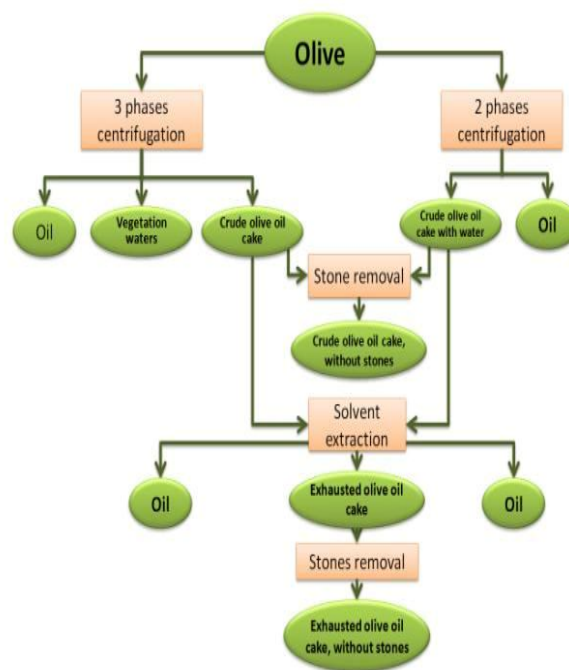 Olive
3 phases
centrifugation
2 phases
centrifugation
Oil
Vegetation
waters
Crude olive oil
cake
Crude olive oil
cake with water
Oil
Stone removal
Crude olive oil cake,
without stones
Solvent
extraction
Oil
Exhausted olive oil
cake
Oil
Stones removal
Exhausted olive oil
cake, without stones